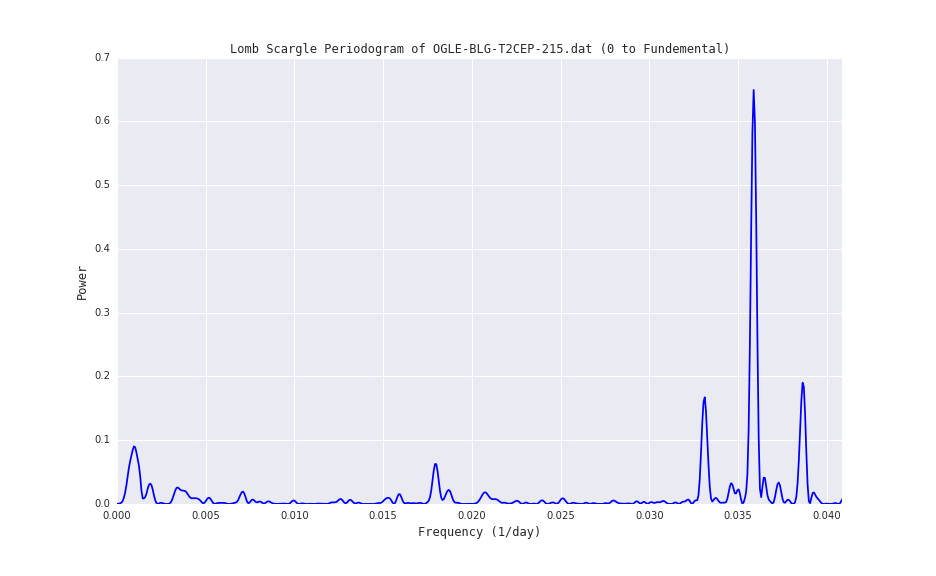 Lomb Scargle Periodogram of OGLE-BLG-T2CEP-215.dat (0 to Fundemental)
0.7
0.6
0.5
0.4
0.3
0.2
0.1
0.0
Power
0.000 0.005 0.010 0.015 0.020 0.025 0.030 0.035 0.040
Frequency (1/day)